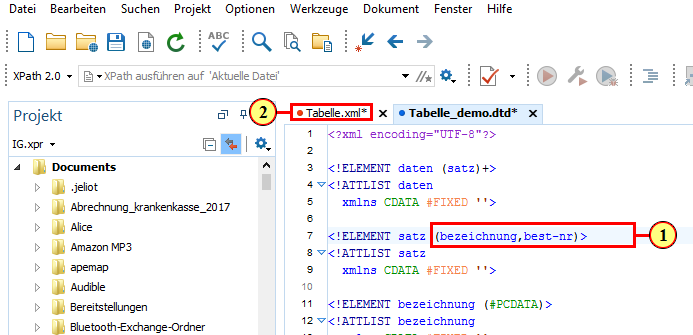 Datei Bearbeiten Suchen Projekt Optionen Werkzeuge Dokument Fenster Hilfe
ABC
XPath 2.0 XPath ausführen auf 'Aktuelle Datei'
Projekt
2
Tabelle.xml*
Tabelle_demo.dtd*
IG.xpr
Documents
.jeliot
Abrechnung_krankenkasse_2017
Alice
Amazon MP3
apemap
Audible
Bereitstellungen
Bluetooth-Exchange-Ordner
1 <?xml encoding="UTF-8"?>
2
3 <!ELEMENT daten (satz)+>
4 <!ATTLIST daten
5 xmlns CDATA #FIXED ''>
6
7 <!ELEMENT satz (bezeichnung,best-nr)>
1
8 <!ATTLIST satz
9 xmlns CDATA #FIXED ''>
10
11 <!ELEMENT bezeichnung (#PCDATA)>
12 <!ATTLIST bezeichnung